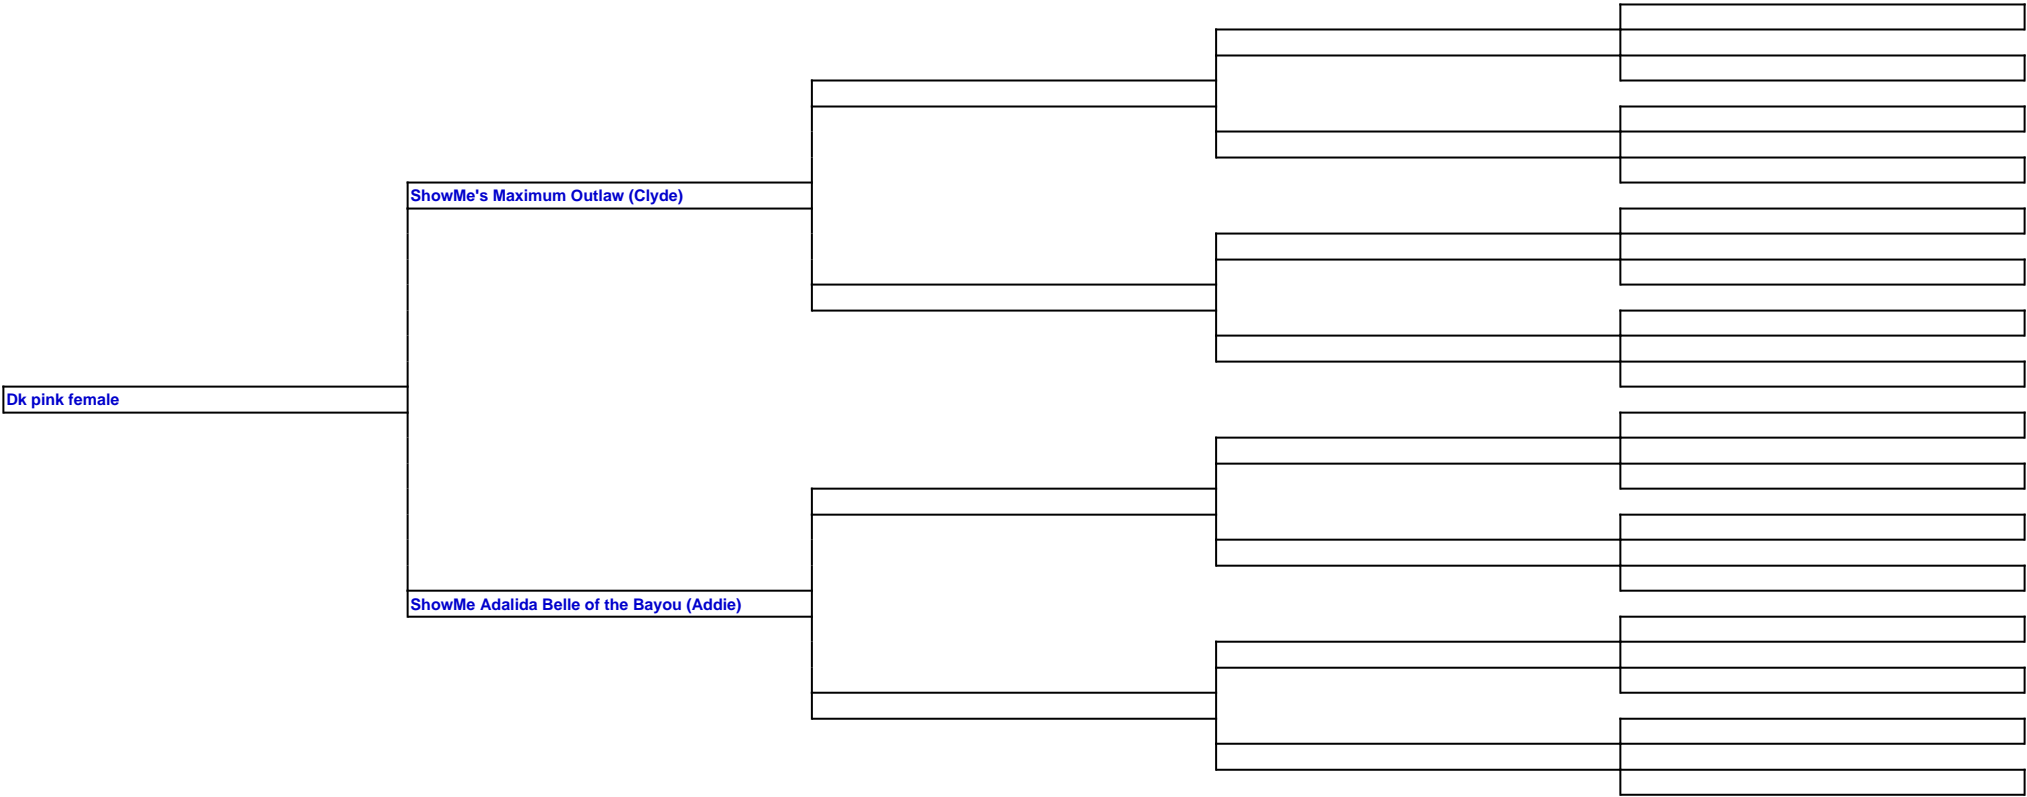 ShowMe's Maximum Outlaw (Clyde)
Dk pink female
ShowMe Adalida Belle of the Bayou (Addie)